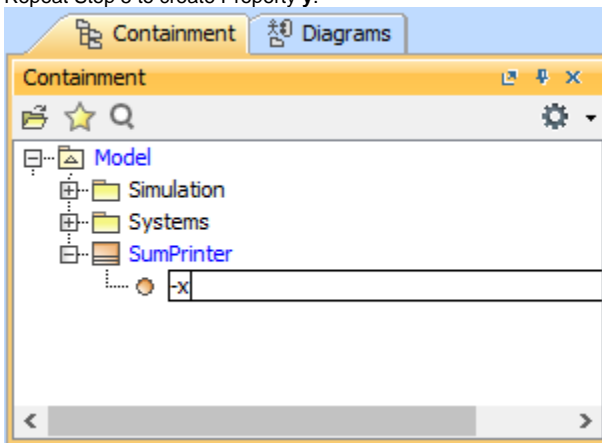 Repeat Step 3 to create Property y.
Containment Diagrams
Containment
Model
Simulation
Systems
SumPrinter
-x